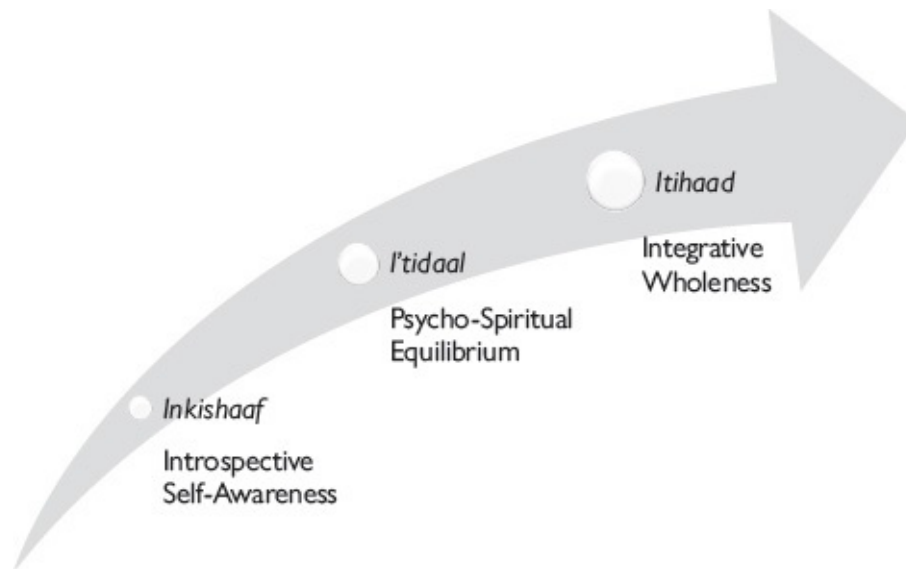 Itihaad
Integrative
Wholeness
I'tidaal
Psycho-Spiritual
Equilibrium
Inkishaaf
Introspective
Self-Awareness